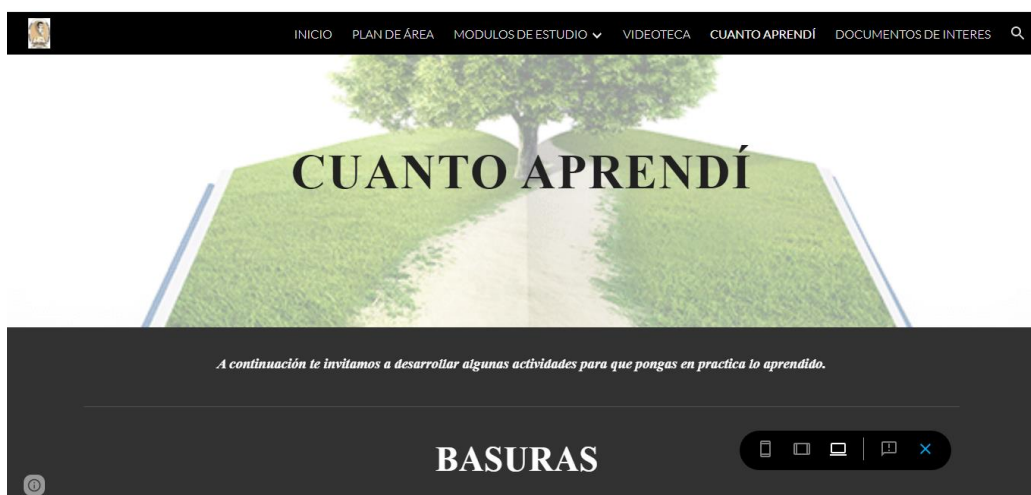 INICIO PLAN DE ÁREA MODULOS DE ESTUDIO VIDEOTECA CUANTO APRENDÍ DOCUMENTOS DE INTERES
CUANTO APRENDÍ
A continuación te invitamos a desarrollar algunas actividades para que pongas en practica lo aprendido.
BASURAS